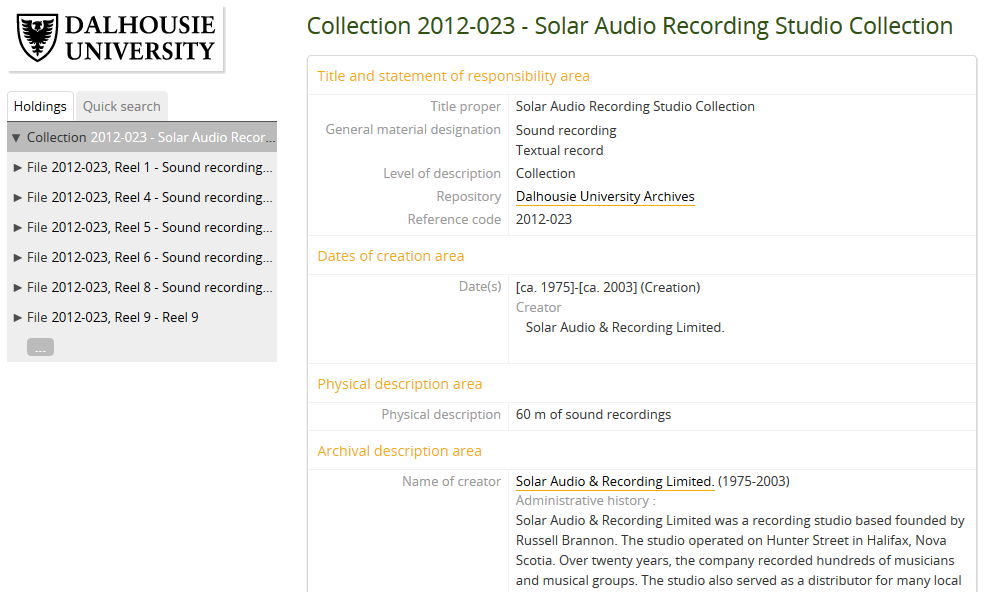 DALHOUSIE
UNIVERSITY
Holdings
Quick search
Collection 2012-023 - Solar Audio Recor...
File 2012-023, Reel 1 - Sound recording...
File 2012-023, Reel 4 - Sound recording...
File 2012-023, Reel 5 - Sound recording...
File 2012-023, Reel 6 - Sound recording...
File 2012-023, Reel 8 - Sound recording...
File 2012-023, Reel 9 - Reel 9
...
Collection 2012-023 - Solar Audio Recording Studio Collection
Title and statement of responsibility area
Title proper Solar Audio Recording Studio Collection
General material designation Sound recording
Textual record
Level of description Collection
Repository Dalhousie University Archives
Reference code 2012-023
Dates of creation area
Date(s) [ca. 1975]-[ca. 2003] (Creation)
Creator
Solar Audio & Recording Limited.
Physical description area
Physical description 60 m of sound recordings
Archival description area
Name of creator Solar Audio & Recording Limited. (1975-2003)
Administrative history :
Solar Audio & Recording Limited was a recording studio based founded by
Russell Brannon. The studio operated on Hunter Street in Halifax, Nova
Scotia. Over twenty years, the company recorded hundreds of musicians
and musical groups. The studio also served as a distributor for many local